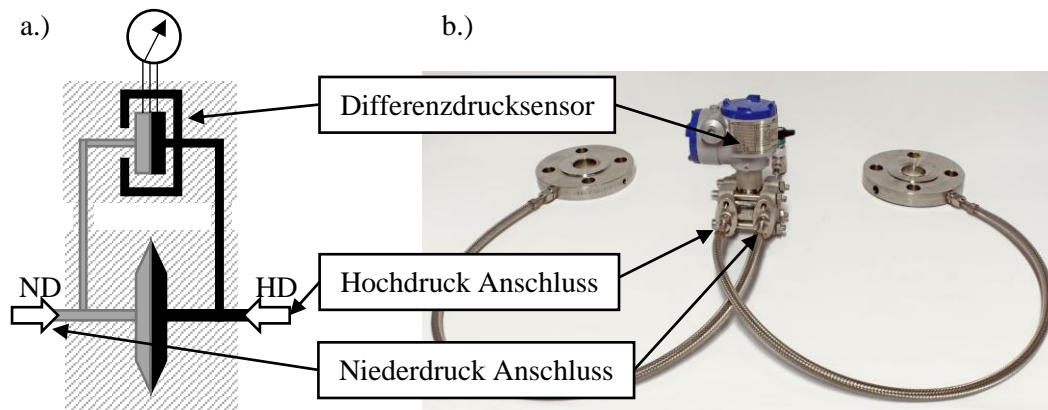 a.)
b.)
Differenzdrucksensor
ND
HD
Hochdruck Anschluss
Niederdruck Anschluss